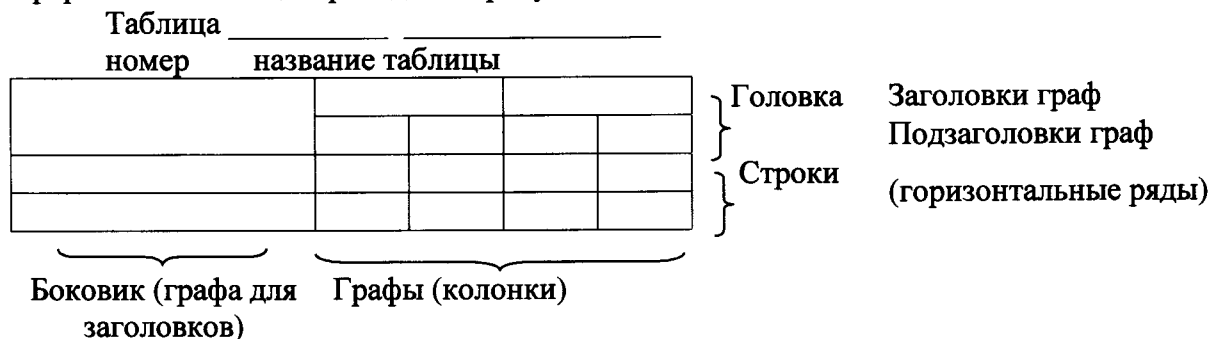 Таблица
номер название таблицы
Головка Заголовки граф
Подзаголовки граф
Строки (горизонтальные ряды)
Боковик (графа для заголовков)
Графы (колонки)